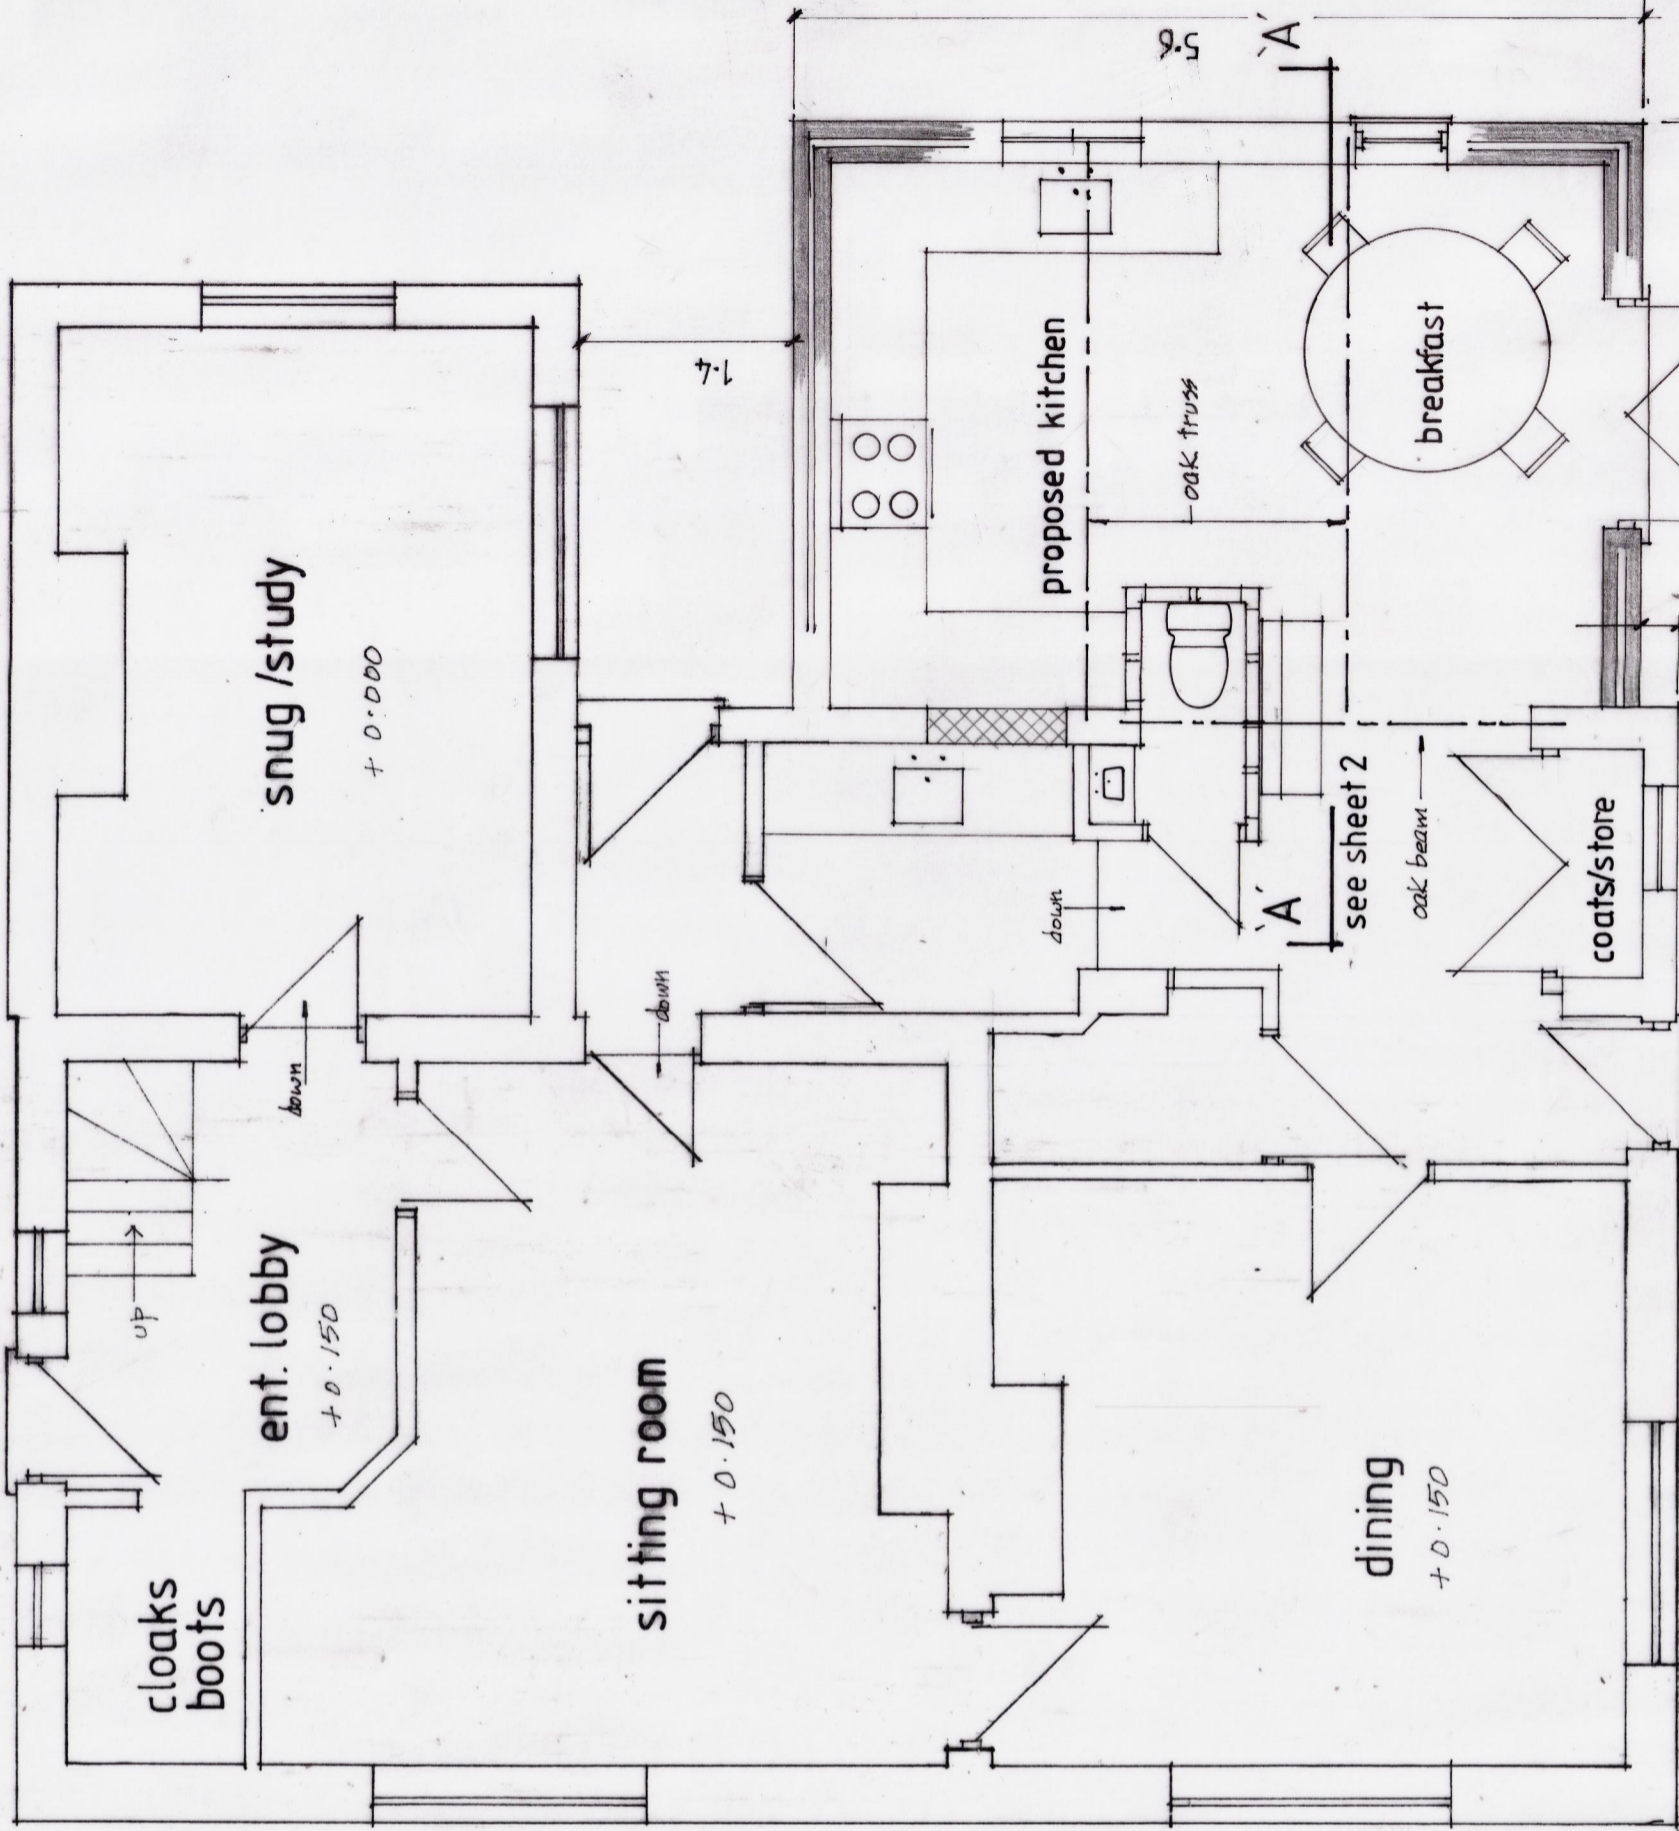 cloaks
boots
ent. lobby
+ 0.150
up
down
snug /study
+ 0.000
sitting room
+ 0.150
down
1.4
dining
+ 0.150
down
'A'
see sheet 2
oak beam
coats/store
proposed kitchen
oak truss
breakfast
5.6
'A'